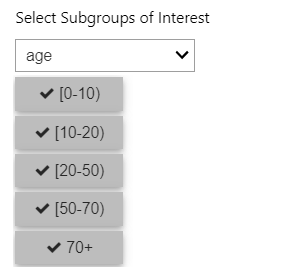 Select Subgroups of Interest
age
✔ [0-10)
✔ [10-20)
✔ [20-50)
✔ [50-70)
✔ 70+